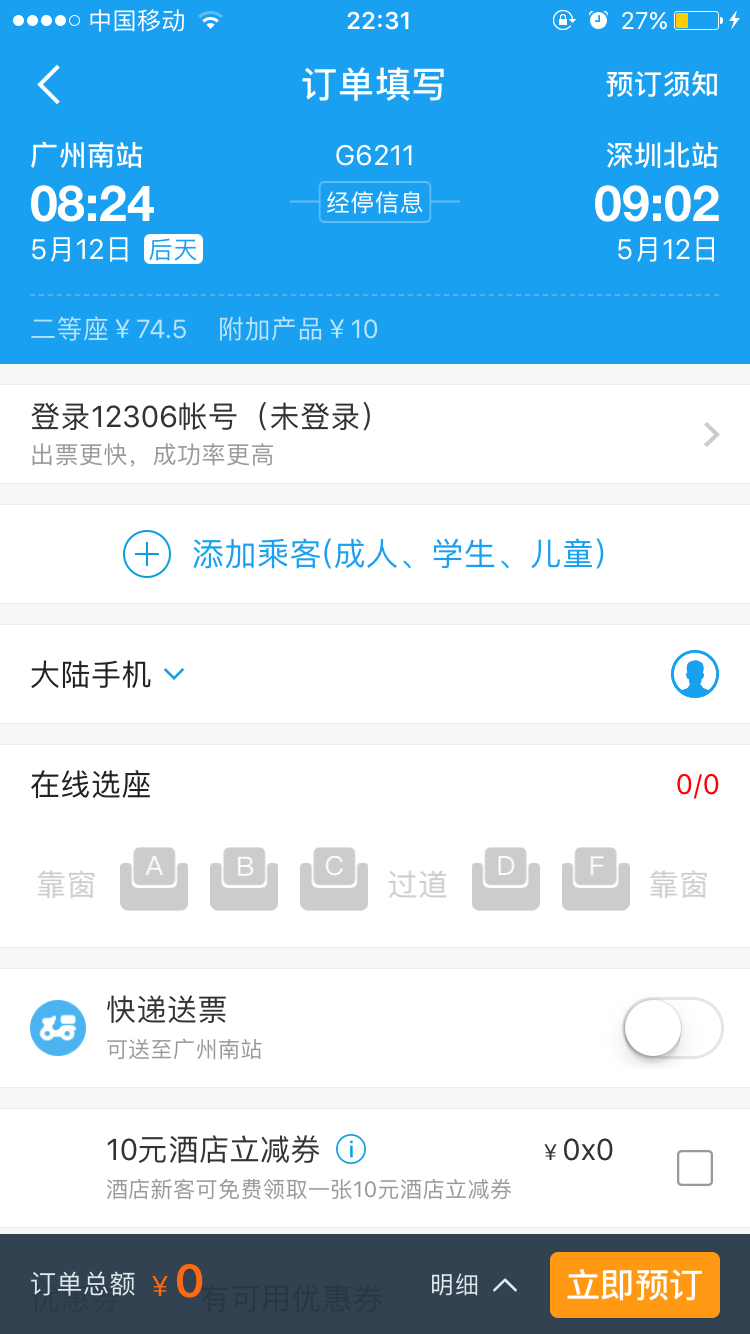 中国移动 22:31 27%
订单填写 预订须知
广州南站 G6211 深圳北站
08:24 经停信息 09:02
5月12日 后天 5月12日
二等座￥74.5 附加产品￥10
登录12306帐号（未登录）
出票更快，成功率更高
添加乘客(成人、学生、儿童)
大陆手机
在线选座 0/0
靠窗 A B C 过道 D F 靠窗
快递送票
可送至广州南站
10元酒店立减券 i ￥0x0
酒店新客可免费领取一张10元酒店立减券
订单总额 ￥0 明细 立即预订
优惠券 有可用优惠券